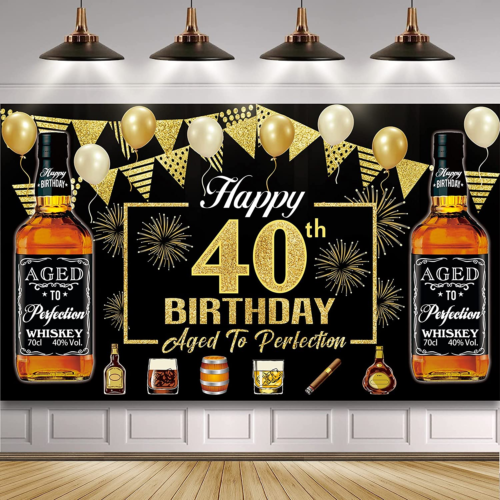 Happy
40th
BIRTHDAY
Aged To Perfection
Happy
BIRTHDAY
AGED
TO
Perfection
WHISKEY
70cl 40% Vol.
Happy
BIRTHDAY
AGED
TO
Perfection
WHISKEY
70cl 40% Vol.